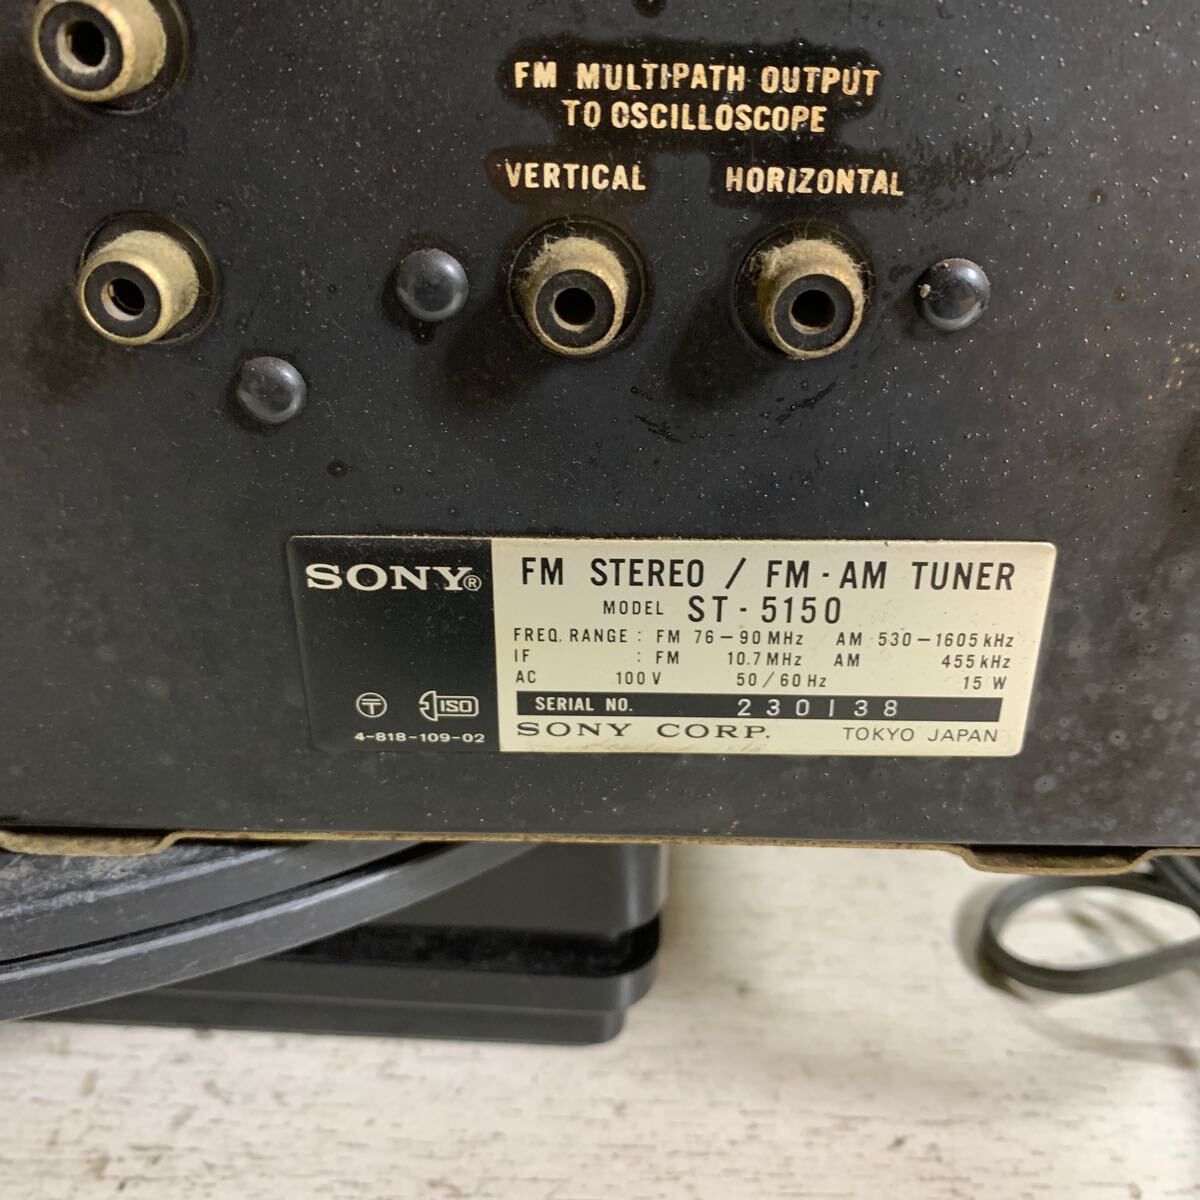 FM MULTIPATH OUTPUT
TO OSCILLOSCOPE
VERTICAL HORIZONTAL
SONY® FM STEREO / FM-AM TUNER
MODEL ST-5150
FREQ. RANGE : FM 76-90MHz AM 530-1605kHz
IF : FM 10.7MHz AM 455kHz
AC 100V 50/60Hz 15W
SERIAL NO. 230138
ISO
4-818-109-02
SONY CORP. TOKYO JAPAN